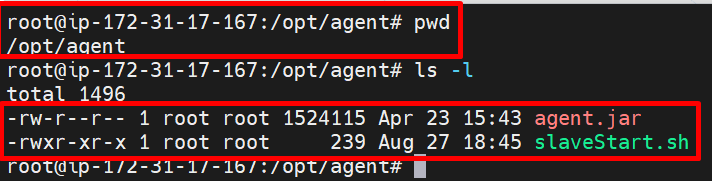 root@ip-172-31-17-167:/opt/agent# pwd
/opt/agent
root@ip-172-31-17-167:/opt/agent# ls -l
total 1496
-rw-r--r-- 1 root root 1524115 Apr 23 15:43 agent.jar
-rwxr-xr-x 1 root root     239 Aug 27 18:45 slaveStart.sh
root@ip-172-31-17-167:/opt/agent#